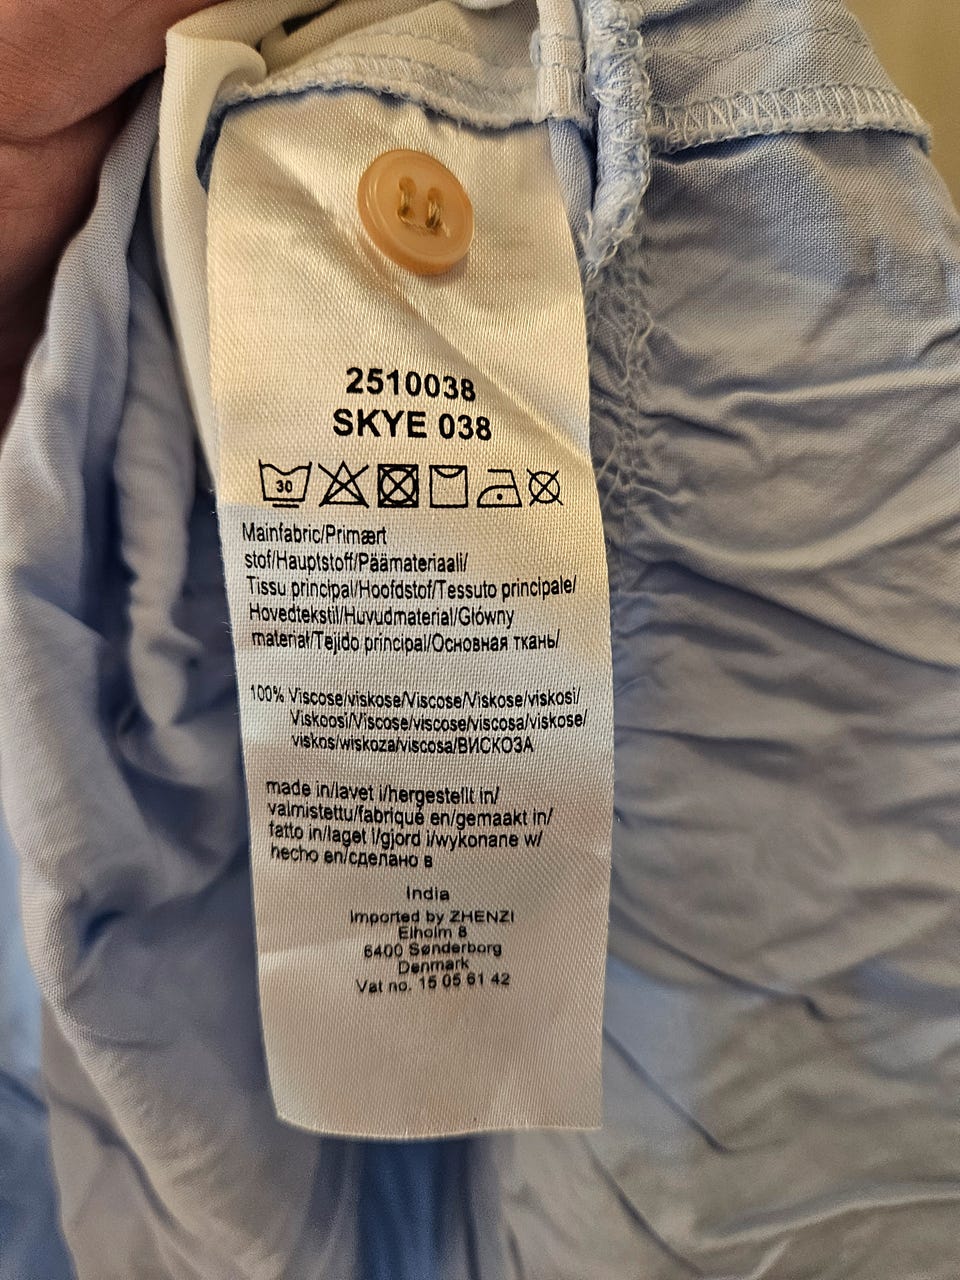 2510038
SKYE 038
30
Mainfabric/Primært
stof/Hauptstoff/Päämateriaali/
Tissu principal/Hoofdstof/Tessuto principale/
Hovedtekstil/Huvudmaterial/Główny
materiał/Tejido principal/Основная ткань/
100% Viscose/viskose/Viscose/Viskose/viskosi/
Viskoosi/Viscose/viscose/viscosa/viskose/
viskos/wiskoza/viscosa/ВИСКОЗА
made in/lavet i/hergestellt in/
valmistettu/fabriqué en/gemaakt in/
fatto in/laget i/gjord i/wykonane w/
hecho en/сделано в
India
Imported by ZHENZI
Elholm 8
6400 Sønderborg
Denmark
Vat no. 15 05 61 42